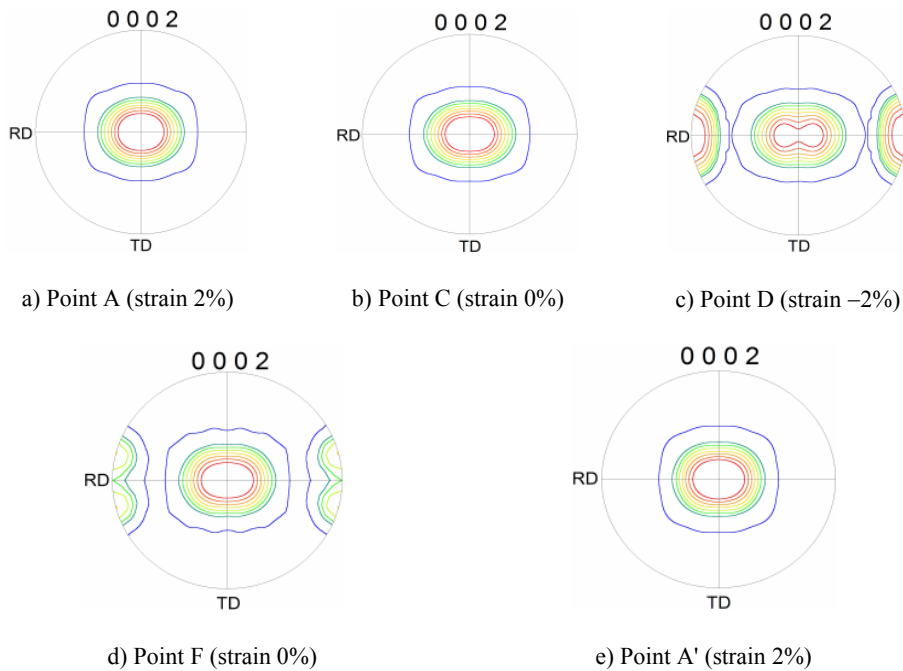 0 0 0 2
RD
TD
a) Point A (strain 2%)
0 0 0 2
RD
TD
b) Point C (strain 0%)
0 0 0 2
RD
TD
c) Point D (strain –2%)
0 0 0 2
RD
TD
d) Point F (strain 0%)
0 0 0 2
RD
TD
e) Point A' (strain 2%)